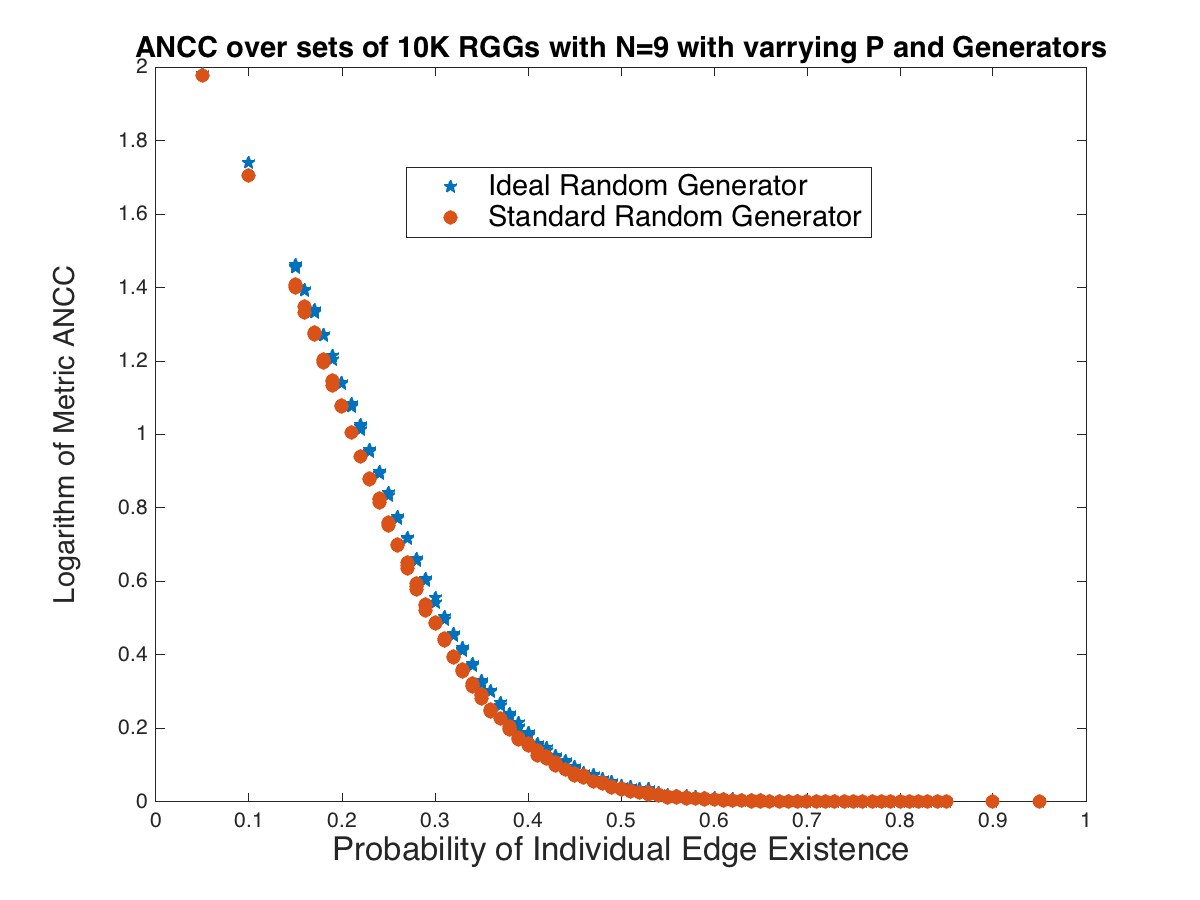 ANCC over sets of 10K RGGs with N=9 with varrying P and Generators
2
1.8
1.6
1.4
1.2
1
0.8
0.6
0.4
0.2
0
Logarithm of Metric ANCC
Ideal Random Generator
Standard Random Generator
0 0.1 0.2 0.3 0.4 0.5 0.6 0.7 0.8 0.9 1
Probability of Individual Edge Existence